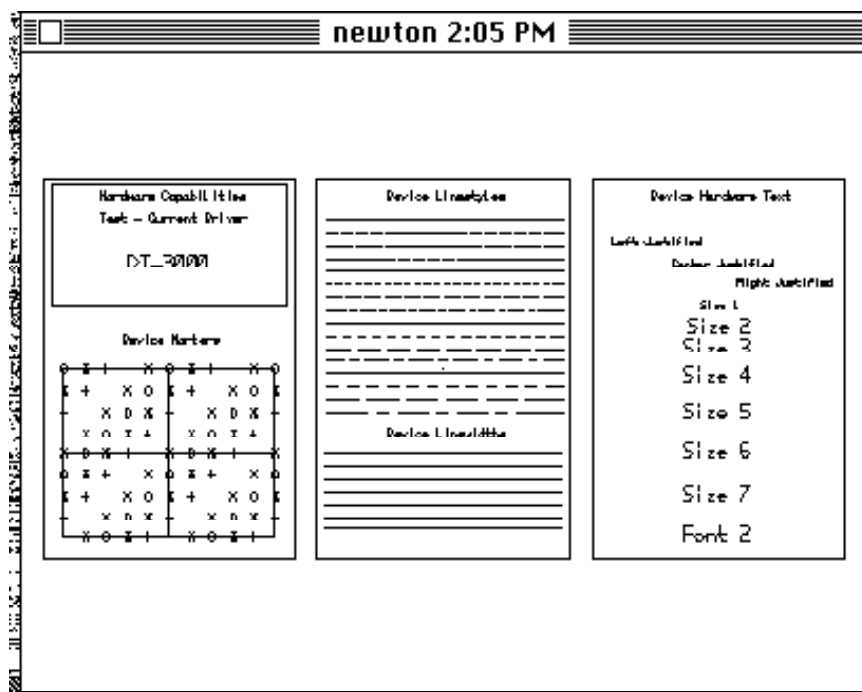 newton 2:05 PM
Hardware Capabilities
Test - Current Driver
DT_3000
Device Markers
Device Linestyles
Device Linewidths
Device Hardware Text
Left Justified
Center Justified
Right Justified
Size 1
Size 2
Size 3
Size 4
Size 5
Size 6
Size 7
Font 2